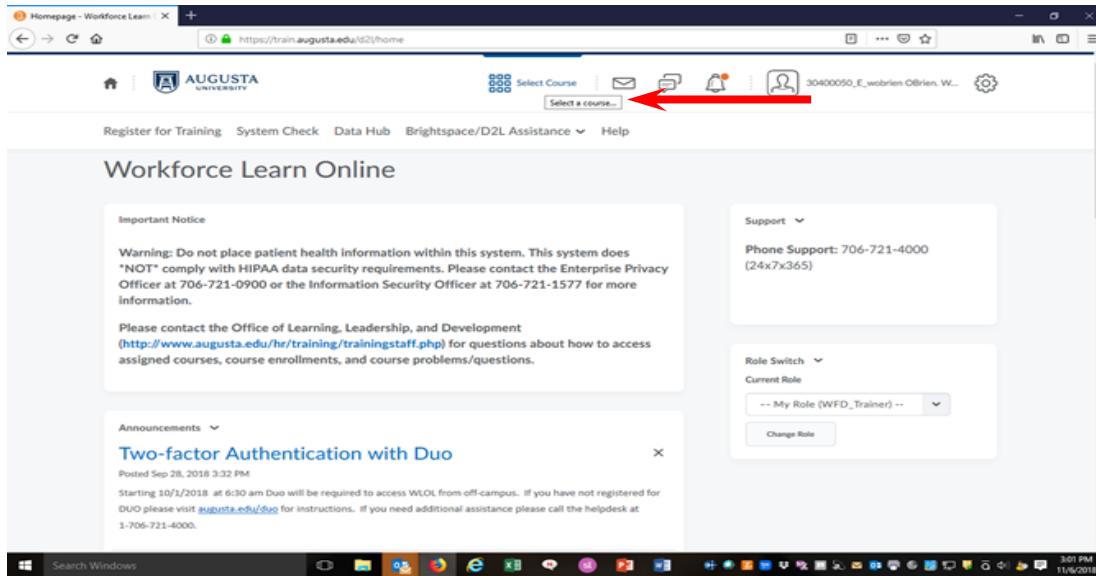 Homepage - Workforce Learn
https://train.augusta.edu/d2l/home
AUGUSTA
UNIVERSITY
Select Course
30400050_E_wobrien OBrien, W...
Select a course...
Register for Training System Check Data Hub Brightspace/D2L Assistance Help
Workforce Learn Online
Important Notice
Warning: Do not place patient health information within this system. This system does
*NOT* comply with HIPAA data security requirements. Please contact the Enterprise Privacy
Officer at 706-721-0900 or the Information Security Officer at 706-721-1577 for more
information.
Please contact the Office of Learning, Leadership, and Development
(http://www.augusta.edu/hr/training/trainingstaff.php) for questions about how to access
assigned courses, course enrollments, and course problems/questions.
Support
Phone Support: 706-721-4000
(24x7x365)
Role Switch
Current Role
-- My Role (WFD_Trainer) --
Change Role
Announcements
Two-factor Authentication with Duo
Posted Sep 28, 2018 3:32 PM
Starting 10/1/2018 at 6:30 am Duo will be required to access WLOL from off-campus. If you have not registered for
DUO please visit augusta.edu/duo for instructions. If you need additional assistance please call the helpdesk at
1-706-721-4000.
Search Windows
3:01 PM
11/6/2018